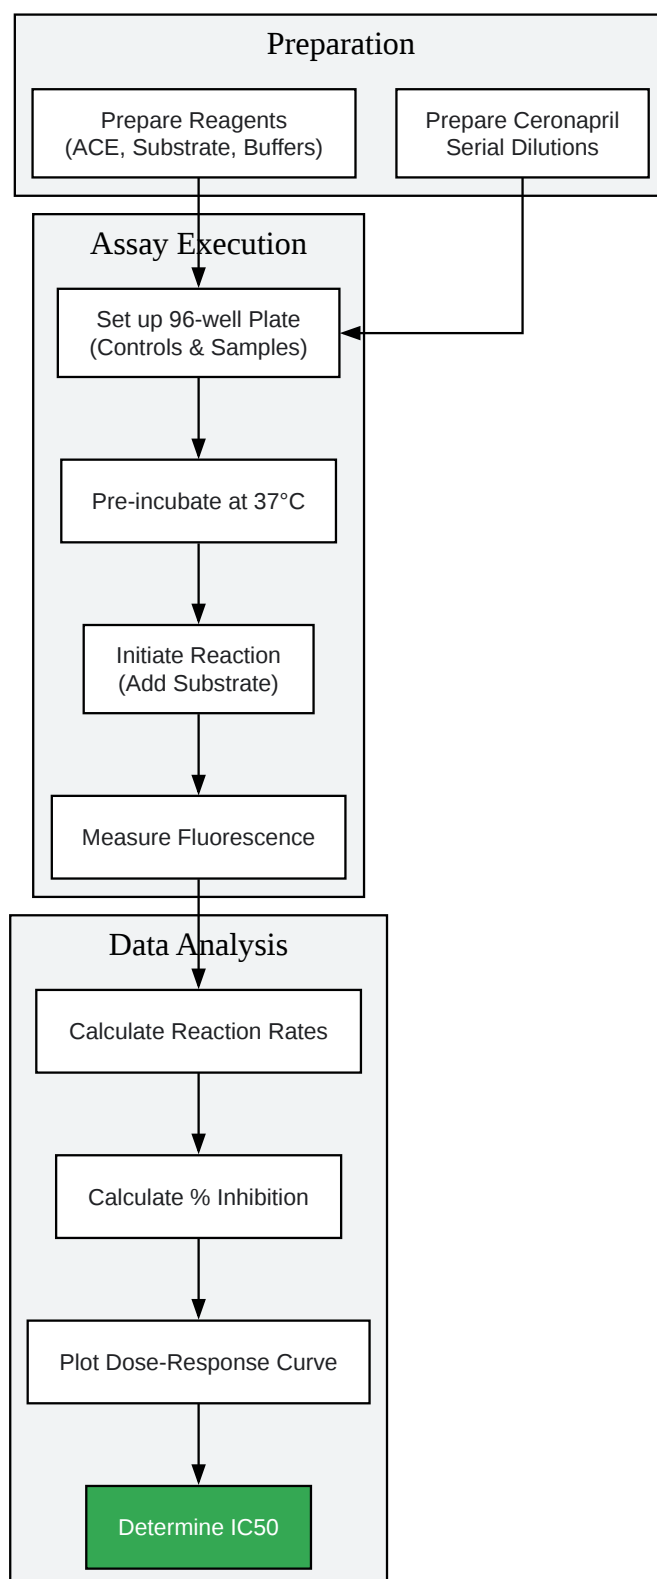 Preparation
Prepare Reagents
(ACE, Substrate, Buffers)
Prepare Ceronapril
Serial Dilutions
Assay Execution
Set up 96-well Plate
(Controls & Samples)
Pre-incubate at 37°C
Initiate Reaction
(Add Substrate)
Measure Fluorescence
Data Analysis
Calculate Reaction Rates
Calculate % Inhibition
Plot Dose-Response Curve
Determine IC50